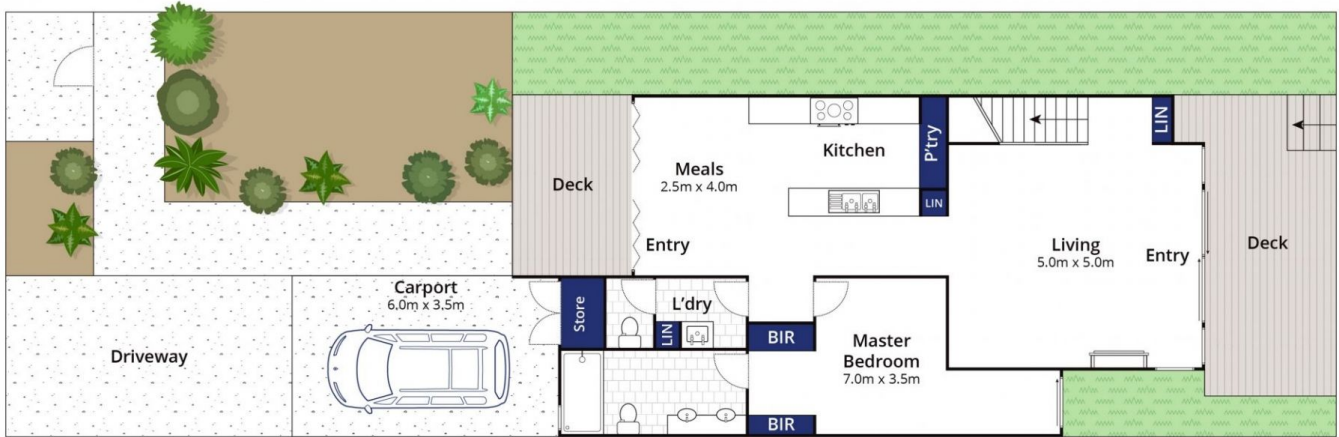 LIN
P'try
Kitchen
Meals
2.5m x 4.0m
Deck
LIN
Entry
Living
5.0m x 5.0m
Entry
Deck
Carport
6.0m x 3.5m
Store
L'dry
LIN
BIR
Driveway
Master
Bedroom
7.0m x 3.5m
BIR